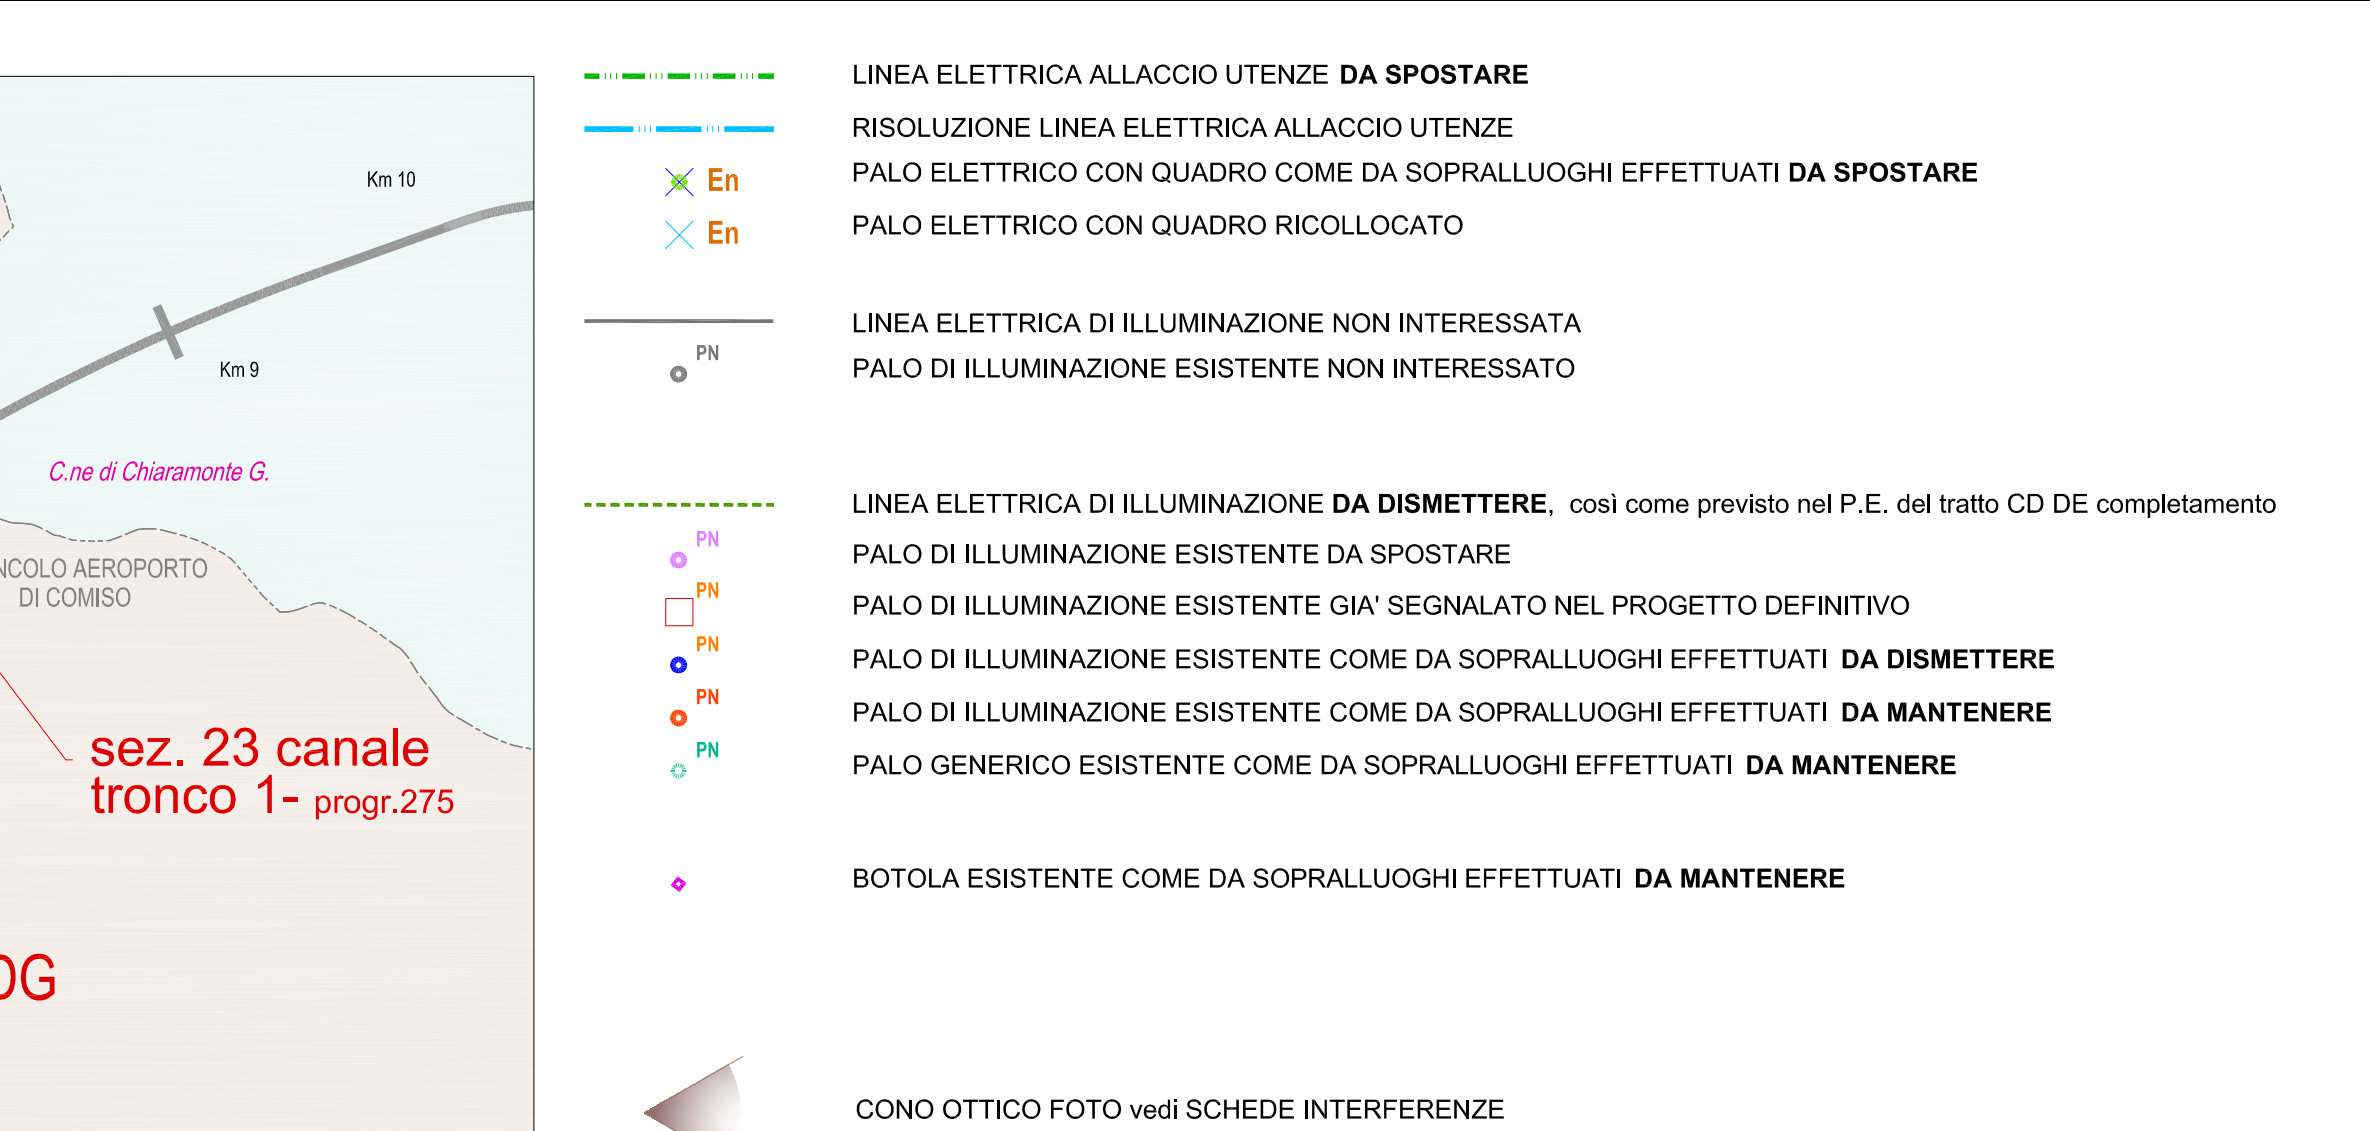 Km 10
Km 9
C.ne di Chiaramonte G.
NCOLO AEROPORTO
DI COMISO
sez. 23 canale
tronco 1- progr.275
OG
LINEA ELETTRICA ALLACCIO UTENZE DA SPOSTARE
RISOLUZIONE LINEA ELETTRICA ALLACCIO UTENZE
En PALO ELETTRICO CON QUADRO COME DA SOPRALLUOGHI EFFETTUATI DA SPOSTARE
En PALO ELETTRICO CON QUADRO RICOLLOCATO
LINEA ELETTRICA DI ILLUMINAZIONE NON INTERESSATA
PN PALO DI ILLUMINAZIONE ESISTENTE NON INTERESSATO
LINEA ELETTRICA DI ILLUMINAZIONE DA DISMETTERE, così come previsto nel P.E. del tratto CD DE completamento
PN PALO DI ILLUMINAZIONE ESISTENTE DA SPOSTARE
PN PALO DI ILLUMINAZIONE ESISTENTE GIA' SEGNALATO NEL PROGETTO DEFINITIVO
PN PALO DI ILLUMINAZIONE ESISTENTE COME DA SOPRALLUOGHI EFFETTUATI DA DISMETTERE
PN PALO DI ILLUMINAZIONE ESISTENTE COME DA SOPRALLUOGHI EFFETTUATI DA MANTENERE
PN PALO GENERICO ESISTENTE COME DA SOPRALLUOGHI EFFETTUATI DA MANTENERE
BOTOLA ESISTENTE COME DA SOPRALLUOGHI EFFETTUATI DA MANTENERE
CONO OTTICO FOTO vedi SCHEDE INTERFERENZE